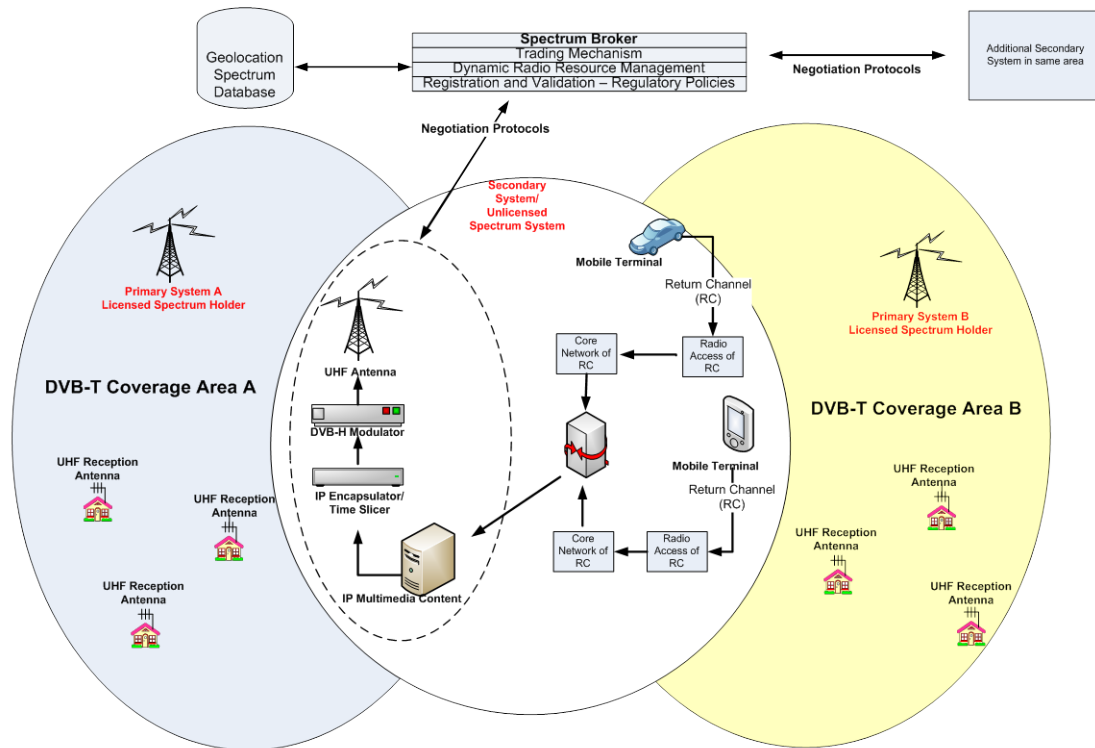 Geolocation
Spectrum
Database
Spectrum Broker
Trading Mechanism
Dynamic Radio Resource Management
Registration and Validation – Regulatory Policies
Negotiation Protocols
Additional Secondary
System in same area
Negotiation Protocols
Secondary
System/
Unlicensed
Spectrum System
Primary System A
Licensed Spectrum Holder
DVB-T Coverage Area A
UHF Reception
Antenna
UHF Reception
Antenna
UHF Reception
Antenna
UHF Antenna
DVB-H Modulator
IP Encapsulator/
Time Slicer
IP Multimedia Content
Mobile Terminal
Return Channel
(RC)
Core
Network of
RC
Radio
Access of
RC
Mobile Terminal
Return Channel
(RC)
Core
Network of
RC
Radio
Access of
RC
Primary System B
Licensed Spectrum Holder
DVB-T Coverage Area B
UHF Reception
Antenna
UHF Reception
Antenna
UHF Reception
Antenna